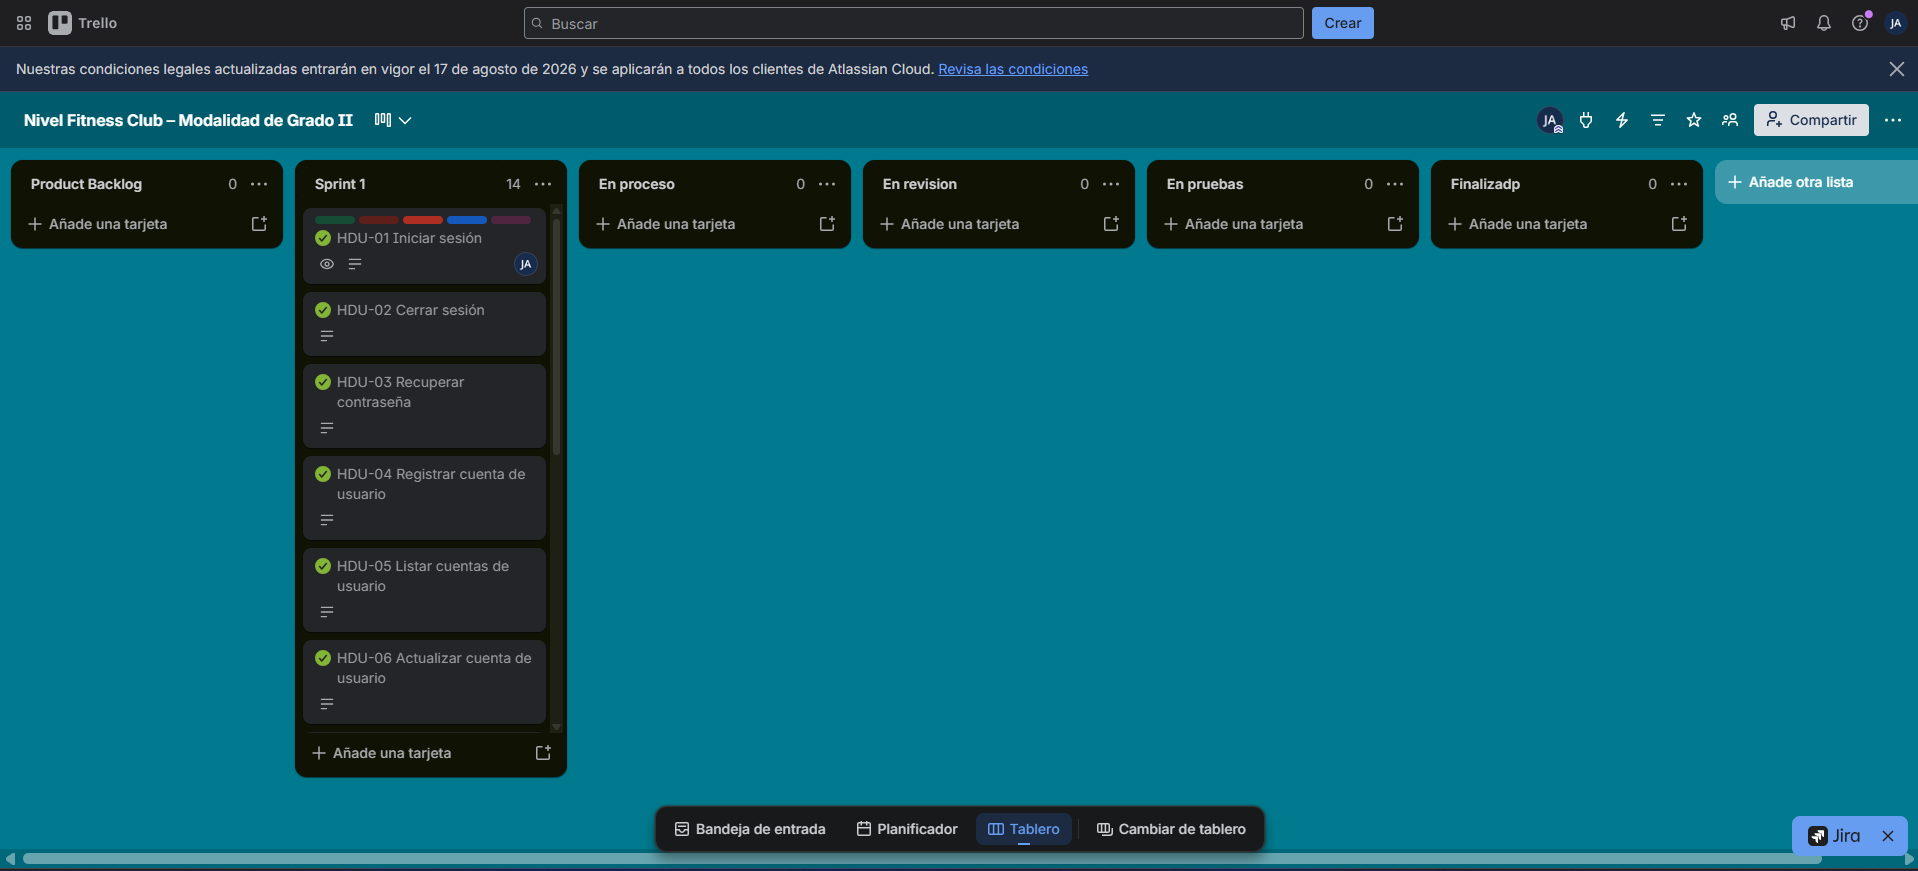 Trello
Buscar
Crear
JA
Nuestras condiciones legales actualizadas entrarán en vigor el 17 de agosto de 2026 y se aplicarán a todos los clientes de Atlassian Cloud. Revisa las condiciones
Nivel Fitness Club – Modalidad de Grado II
JA
Compartir
Product Backlog 0
Añade una tarjeta
Sprint 1 14
HDU-01 Iniciar sesión
JA
HDU-02 Cerrar sesión
HDU-03 Recuperar
contraseña
HDU-04 Registrar cuenta de
usuario
HDU-05 Listar cuentas de
usuario
HDU-06 Actualizar cuenta de
usuario
Añade una tarjeta
En proceso 0
Añade una tarjeta
En revision 0
Añade una tarjeta
En pruebas 0
Añade una tarjeta
Finalizadp 0
Añade una tarjeta
Añade otra lista
Bandeja de entrada
Planificador
Tablero
Cambiar de tablero
Jira